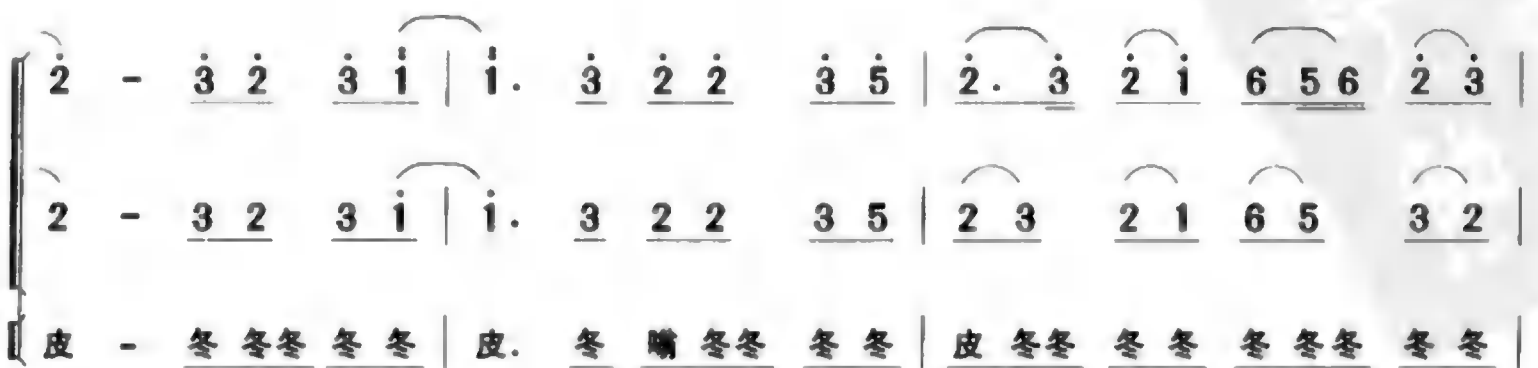 2̇ - 3̇ 2̇ 3̇ 1̇ | 1̇. 3̇ 2̇ 2̇ 3̇ 5̇ | 2̇. 3̇ 2̇ 1̇ 6 5 6 2̇ 3̇ |
2 - 3 2 3 1̇ | 1̇. 3 2 2 3 5 | 2 3 2 1 6 5 3 2 |
皮 - 冬 冬冬 冬 冬 | 皮. 冬 冬冬 冬 冬 | 皮 冬冬 冬 冬 冬 冬冬 冬 冬 |